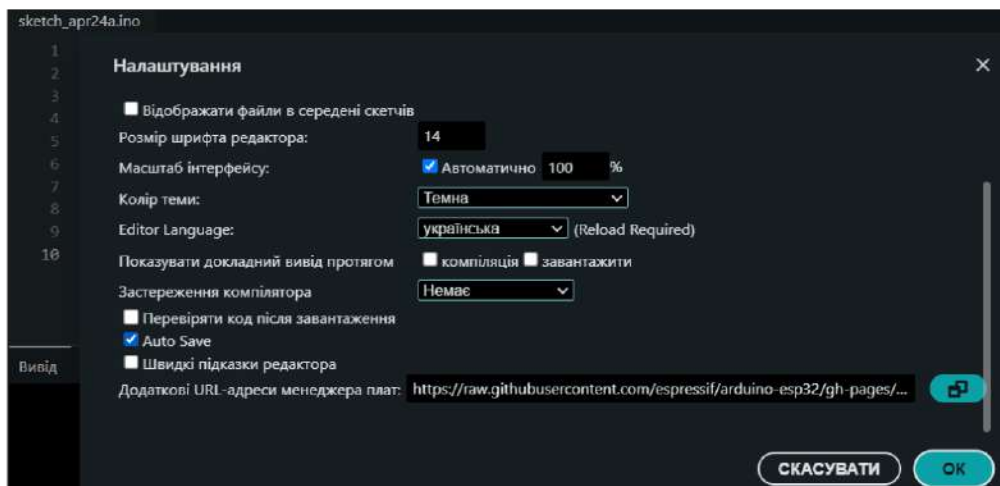 sketch_apr24a.ino
1
2
3
4
5
6
7
8
9
10
Налаштування
Відображати файли в середені скетчів
Розмір шрифта редактора: 14
Масштаб інтерфейсу: Автоматично 100 %
Колір теми: Темна
Editor Language: українська (Reload Required)
Показувати докладний вивід протягом компіляція завантажити
Застереження компілятора Немає
Перевіряти код після завантаження
Auto Save
Швидкі підказки редактора
Вивід
Додаткові URL-адреси менеджера плат: https://raw.githubusercontent.com/espressif/arduino-esp32/gh-pages/...
СКАСУВАТИ OK